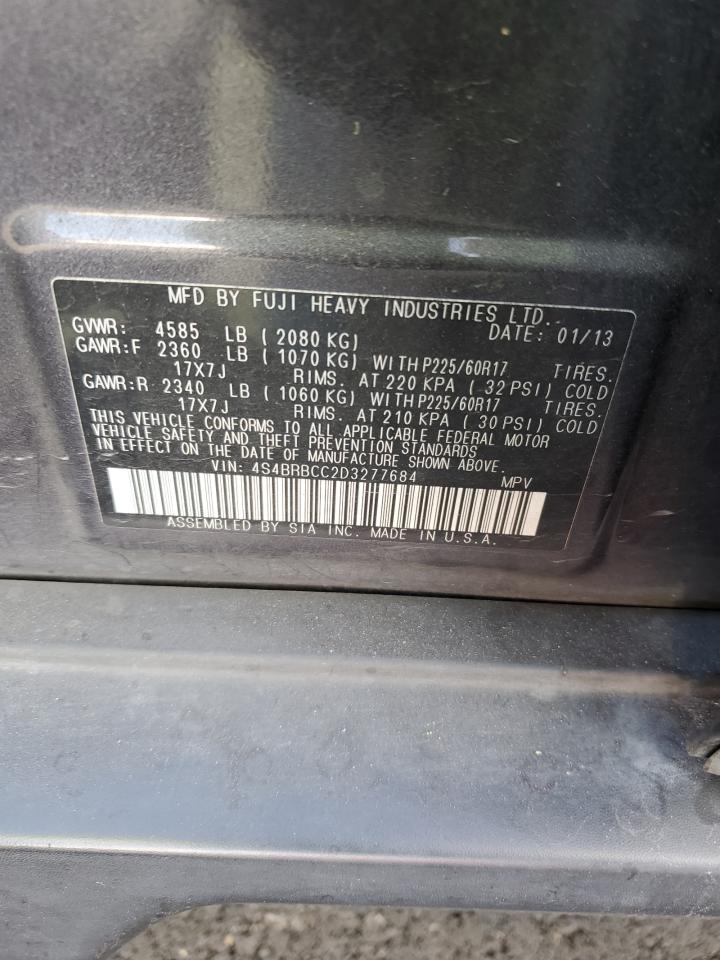 MFD BY FUJI HEAVY INDUSTRIES LTD.
DATE: 01/13
GVWR: 4585 LB ( 2080 KG)
GAWR:F 2360 LB ( 1070 KG) WITH P225/60R17 TIRES.
17X7J RIMS. AT 220 KPA ( 32 PSI) COLD
GAWR:R 2340 LB ( 1060 KG) WITH P225/60R17 TIRES.
17X7J RIMS. AT 210 KPA ( 30 PSI) COLD
THIS VEHICLE CONFORMS TO ALL APPLICABLE FEDERAL MOTOR
VEHICLE SAFETY AND THEFT PREVENTION STANDARDS
IN EFFECT ON THE DATE OF MANUFACTURE SHOWN ABOVE.
VIN: 4S4BRBCC2D3277684 MPV
ASSEMBLED BY SIA INC. MADE IN U.S.A.